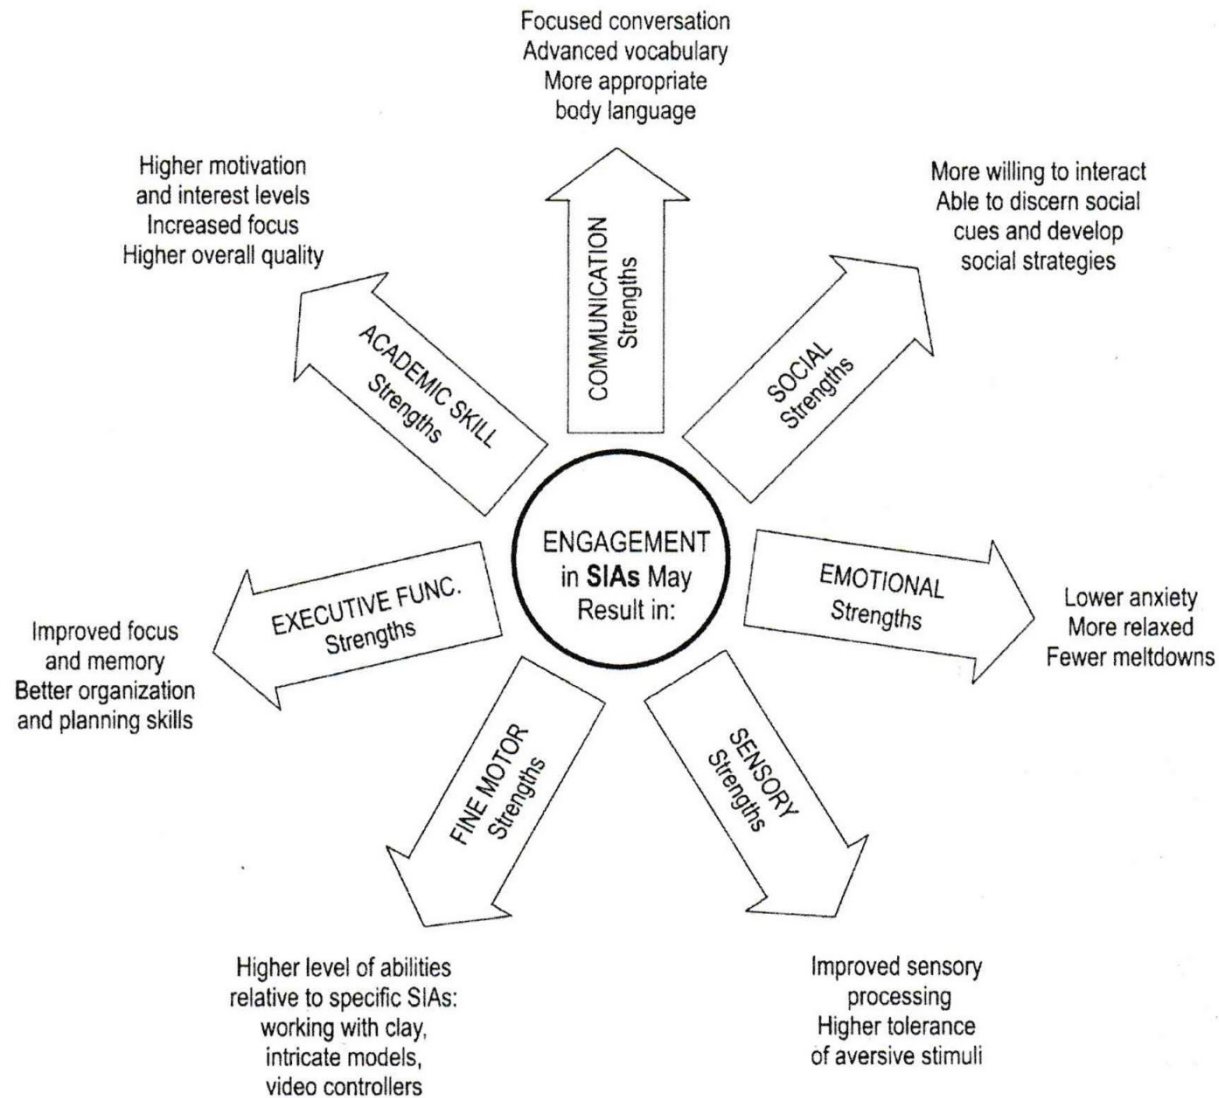 Focused conversation
Advanced vocabulary
More appropriate
body language
COMMUNICATION
Strengths
More willing to interact
Able to discern social
cues and develop
social strategies
SOCIAL
Strengths
Lower anxiety
More relaxed
Fewer meltdowns
EMOTIONAL
Strengths
Improved sensory
processing
Higher tolerance
of aversive stimuli
SENSORY
Strengths
Higher level of abilities
relative to specific SIAs:
working with clay,
intricate models,
video controllers
FINE MOTOR
Strengths
Improved focus
and memory
Better organization
and planning skills
EXECUTIVE FUNC.
Strengths
Higher motivation
and interest levels
Increased focus
Higher overall quality
ACADEMIC SKILL
Strengths
ENGAGEMENT
in SIAs May
Result in: